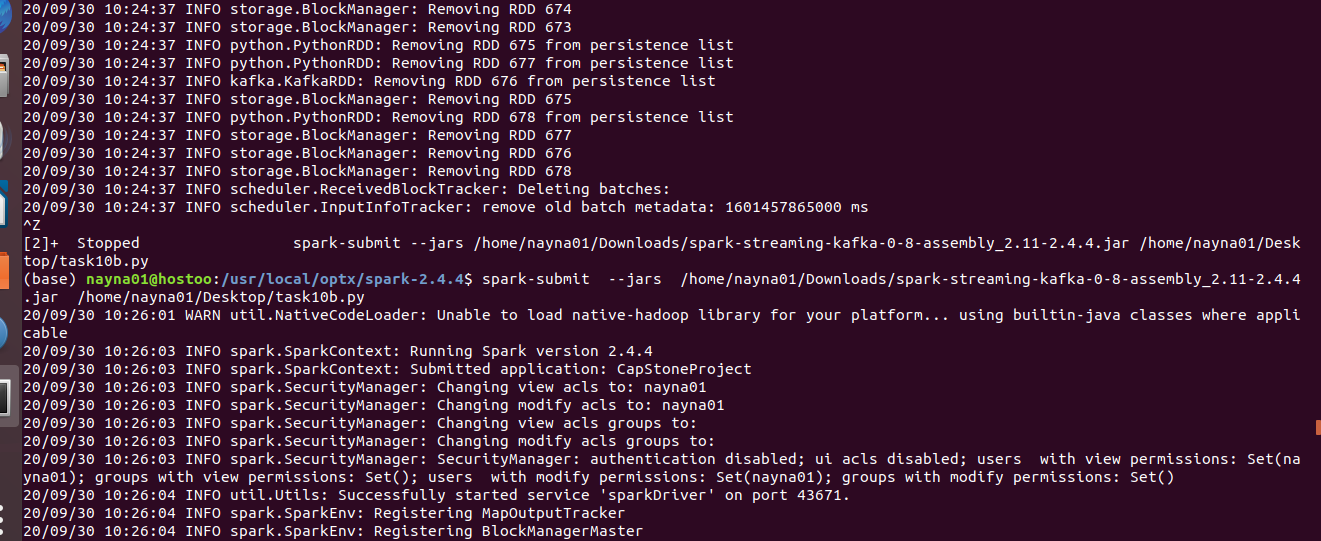 20/09/30 10:24:37 INFO storage.BlockManager: Removing RDD 674
20/09/30 10:24:37 INFO storage.BlockManager: Removing RDD 673
20/09/30 10:24:37 INFO python.PythonRDD: Removing RDD 675 from persistence list
20/09/30 10:24:37 INFO python.PythonRDD: Removing RDD 677 from persistence list
20/09/30 10:24:37 INFO kafka.KafkaRDD: Removing RDD 676 from persistence list
20/09/30 10:24:37 INFO storage.BlockManager: Removing RDD 675
20/09/30 10:24:37 INFO python.PythonRDD: Removing RDD 678 from persistence list
20/09/30 10:24:37 INFO storage.BlockManager: Removing RDD 677
20/09/30 10:24:37 INFO storage.BlockManager: Removing RDD 676
20/09/30 10:24:37 INFO storage.BlockManager: Removing RDD 678
20/09/30 10:24:37 INFO scheduler.ReceivedBlockTracker: Deleting batches:
20/09/30 10:24:37 INFO scheduler.InputInfoTracker: remove old batch metadata: 1601457865000 ms
^Z
[2]+  Stopped                 spark-submit --jars /home/nayna01/Downloads/spark-streaming-kafka-0-8-assembly_2.11-2.4.4.jar /home/nayna01/Desk
top/task10b.py
(base) nayna01@hostoo:/usr/local/optx/spark-2.4.4$ spark-submit  --jars  /home/nayna01/Downloads/spark-streaming-kafka-0-8-assembly_2.11-2.4.4
.jar  /home/nayna01/Desktop/task10b.py
20/09/30 10:26:01 WARN util.NativeCodeLoader: Unable to load native-hadoop library for your platform... using builtin-java classes where appli
cable
20/09/30 10:26:03 INFO spark.SparkContext: Running Spark version 2.4.4
20/09/30 10:26:03 INFO spark.SparkContext: Submitted application: CapStoneProject
20/09/30 10:26:03 INFO spark.SecurityManager: Changing view acls to: nayna01
20/09/30 10:26:03 INFO spark.SecurityManager: Changing modify acls to: nayna01
20/09/30 10:26:03 INFO spark.SecurityManager: Changing view acls groups to:
20/09/30 10:26:03 INFO spark.SecurityManager: Changing modify acls groups to:
20/09/30 10:26:03 INFO spark.SecurityManager: SecurityManager: authentication disabled; ui acls disabled; users  with view permissions: Set(na
yna01); groups with view permissions: Set(); users  with modify permissions: Set(nayna01); groups with modify permissions: Set()
20/09/30 10:26:04 INFO util.Utils: Successfully started service 'sparkDriver' on port 43671.
20/09/30 10:26:04 INFO spark.SparkEnv: Registering MapOutputTracker
20/09/30 10:26:04 INFO spark.SparkEnv: Registering BlockManagerMaster